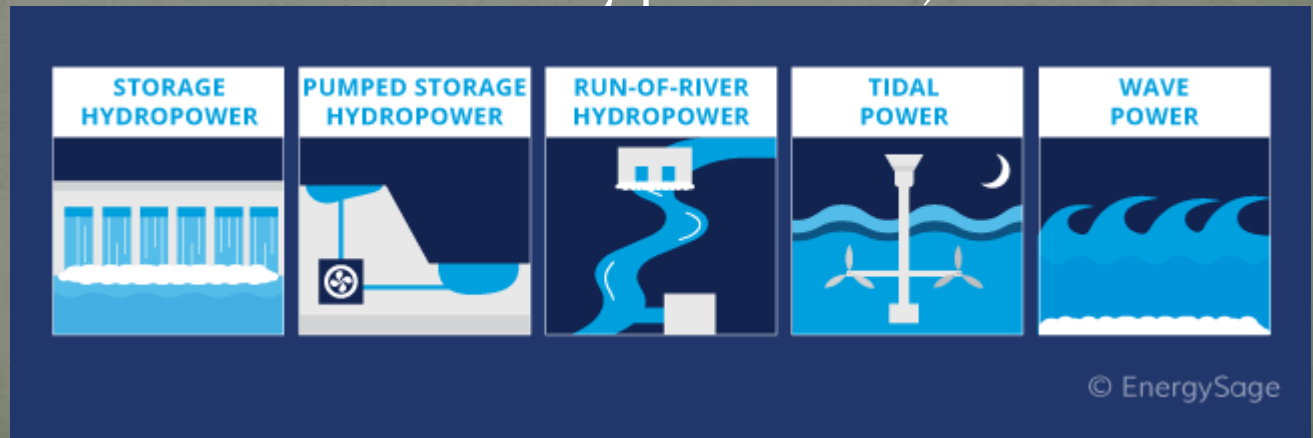 STORAGE
HYDROPOWER
PUMPED STORAGE
HYDROPOWER
RUN-OF-RIVER
HYDROPOWER
TIDAL
POWER
WAVE
POWER
© EnergySage